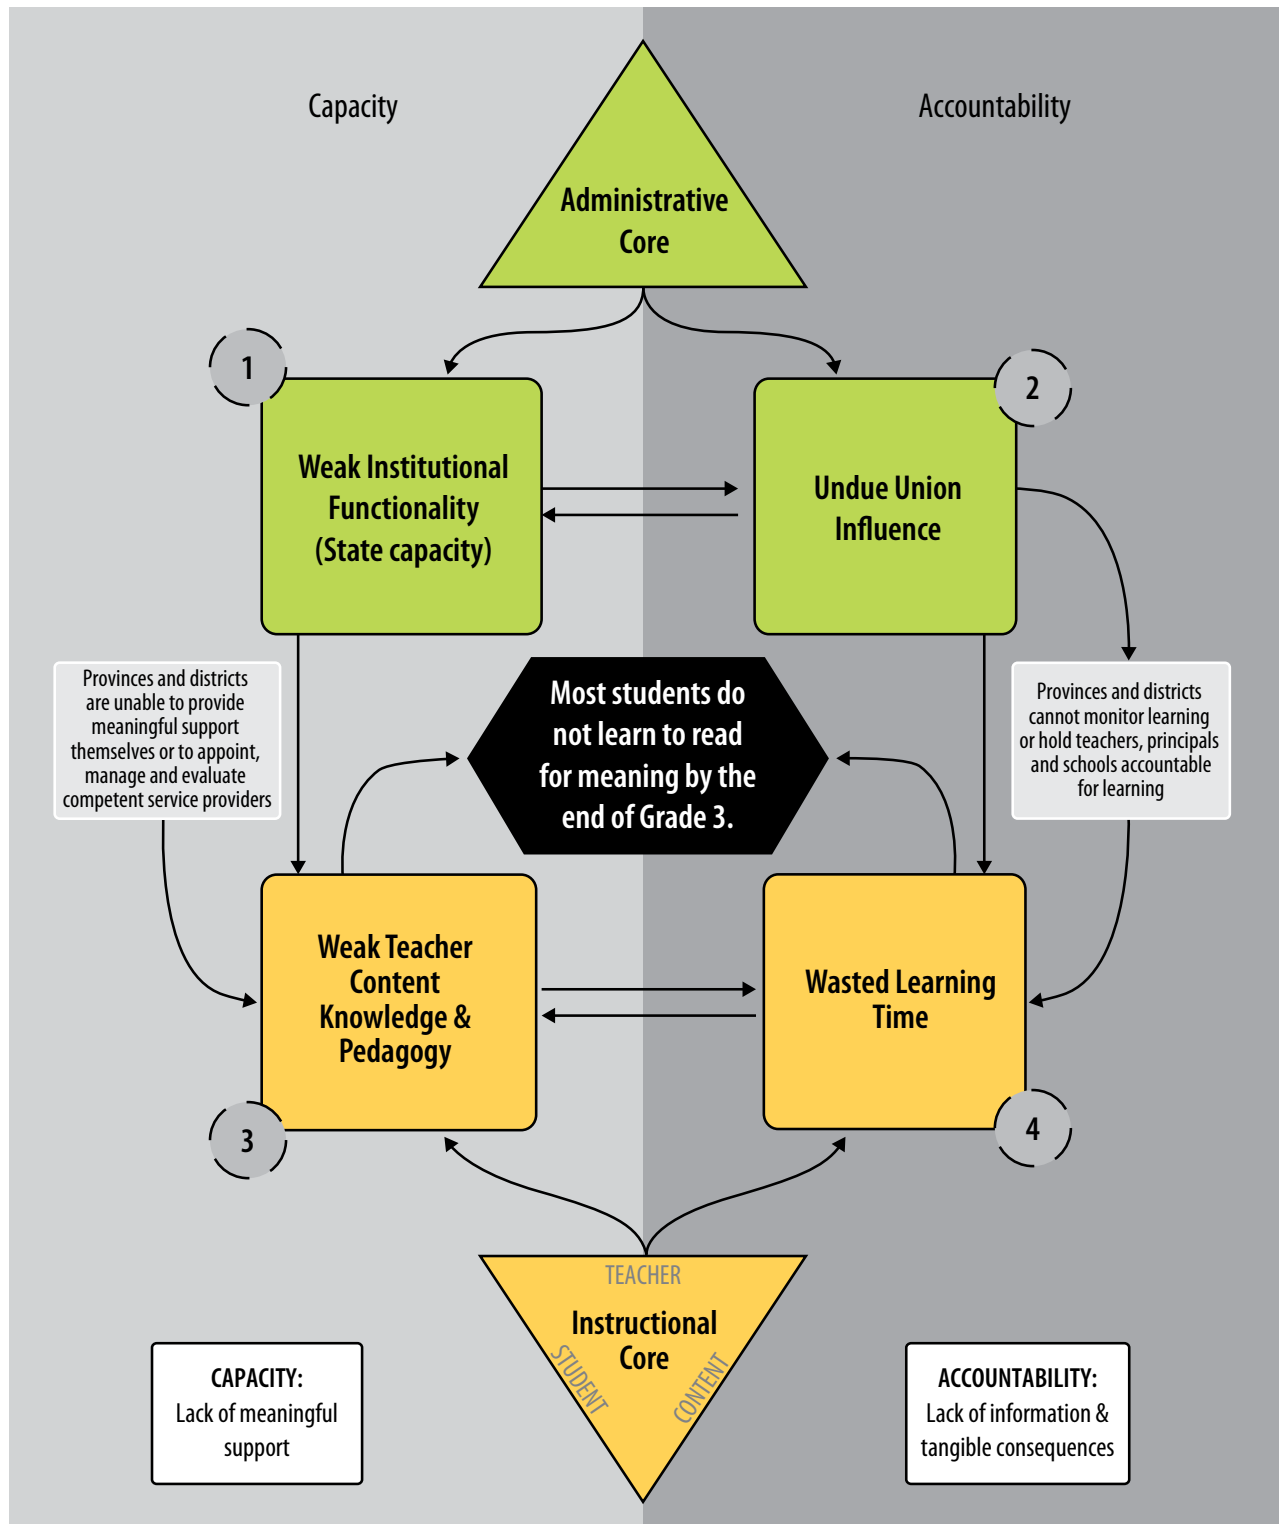 Capacity
Accountability
Administrative
Core
1
2
Weak Institutional
Functionality
(State capacity)
Undue Union
Influence
Provinces and districts
are unable to provide
meaningful support
themselves or to appoint,
manage and evaluate
competent service providers
Most students do
not learn to read
for meaning by the
end of Grade 3.
Provinces and districts
cannot monitor learning
or hold teachers, principals
and schools accountable
for learning
Weak Teacher
Content
Knowledge &
Pedagogy
Wasted Learning
Time
3
4
TEACHER
Instructional
Core
STUDENT
CONTENT
CAPACITY:
Lack of meaningful
support
ACCOUNTABILITY:
Lack of information &
tangible consequences